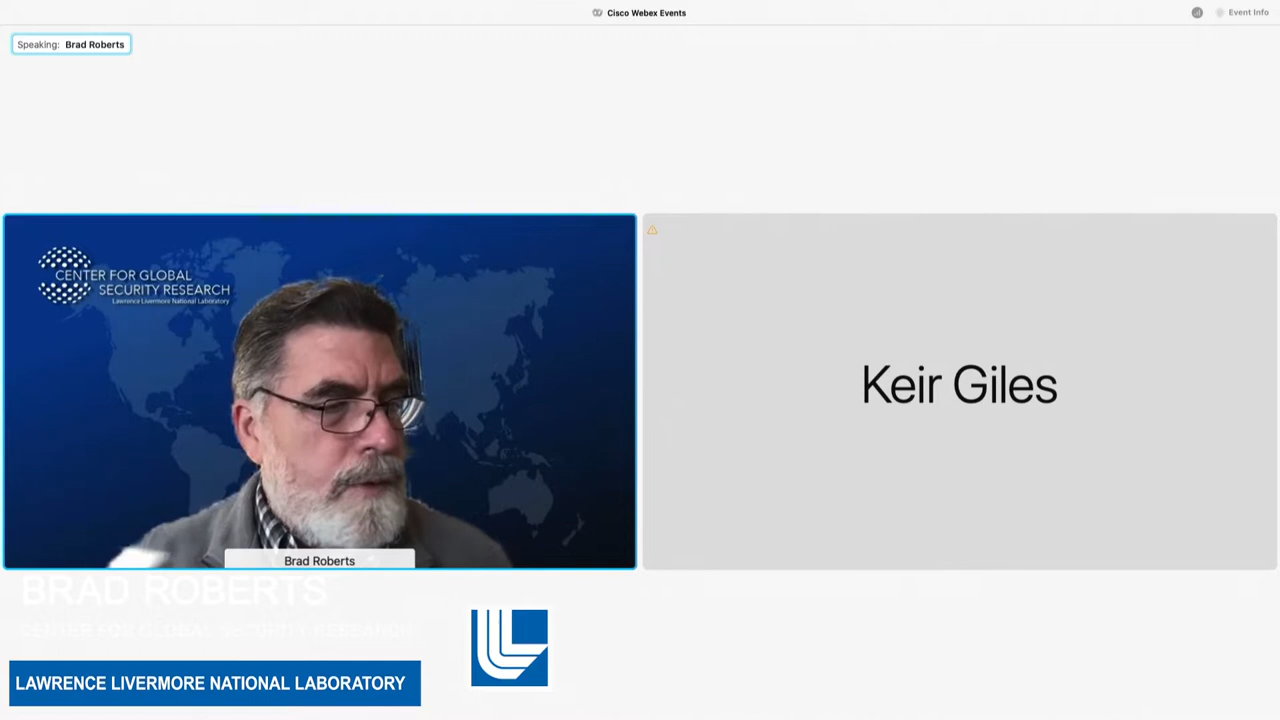 Cisco Webex Events
Event Info
Speaking: Brad Roberts
CENTER FOR GLOBAL
SECURITY RESEARCH
Lawrence Livermore National Laboratory
Keir Giles
Brad Roberts
BRAD ROBERTS
CENTER FOR GLOBAL SECURITY RESEARCH
LAWRENCE LIVERMORE NATIONAL LABORATORY